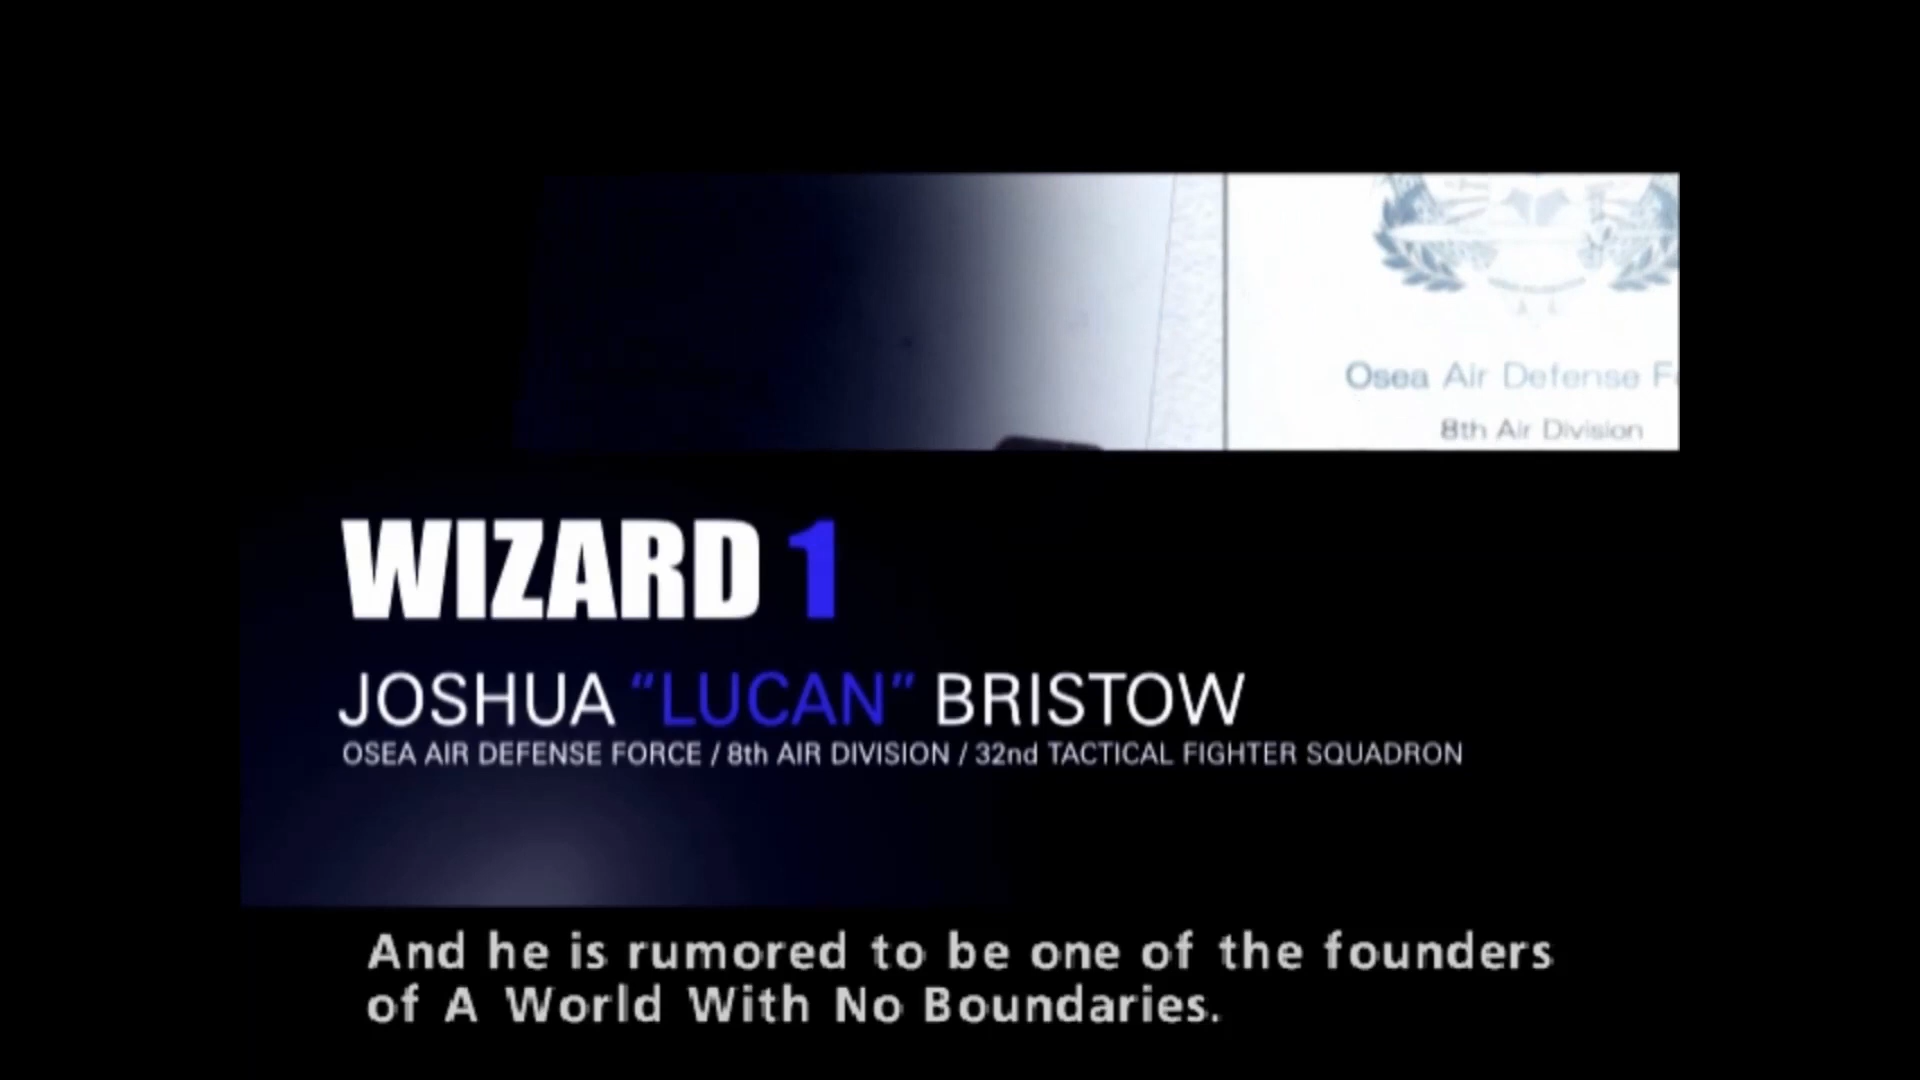 Osea Air Defense
8th Air Division
WIZARD 1
JOSHUA “LUCAN” BRISTOW
OSEA AIR DEFENSE FORCE / 8th AIR DIVISION / 32nd TACTICAL FIGHTER SQUADRON
And he is rumored to be one of the founders
of A World With No Boundaries.